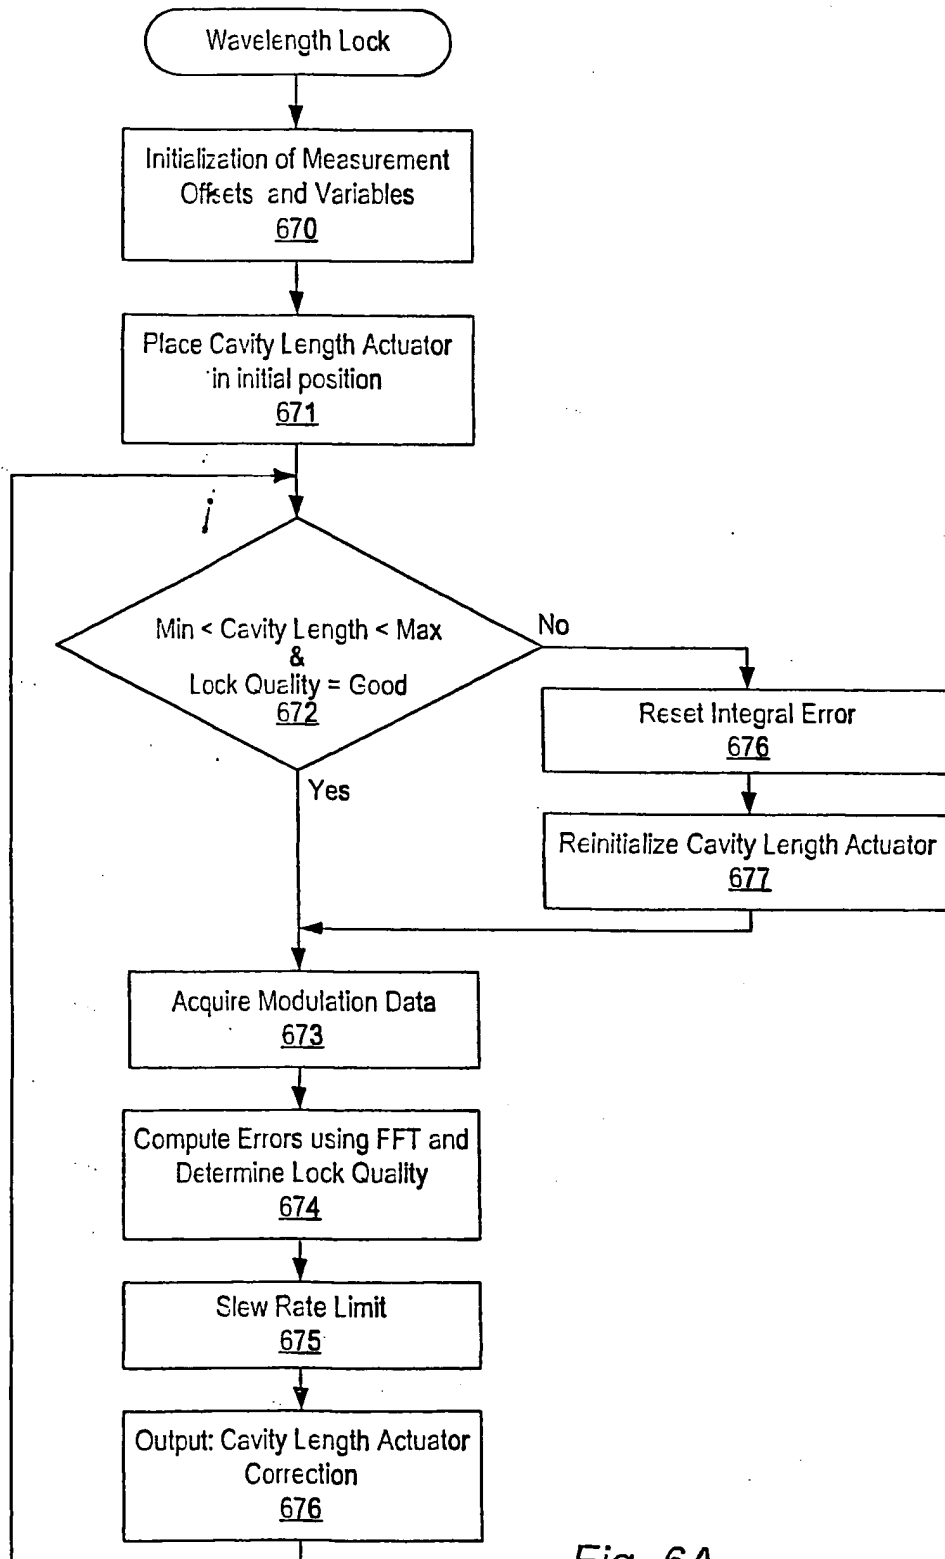 Wavelength Lock
Initialization of Measurement
Offsets and Variables
670
Place Cavity Length Actuator
in initial position
671
Min < Cavity Length < Max
&
Lock Quality = Good
672
No
Yes
Reset Integral Error
676
Reinitialize Cavity Length Actuator
677
Acquire Modulation Data
673
Compute Errors using FFT and
Determine Lock Quality
674
Slew Rate Limit
675
Output: Cavity Length Actuator
Correction
676
Fig. 6A